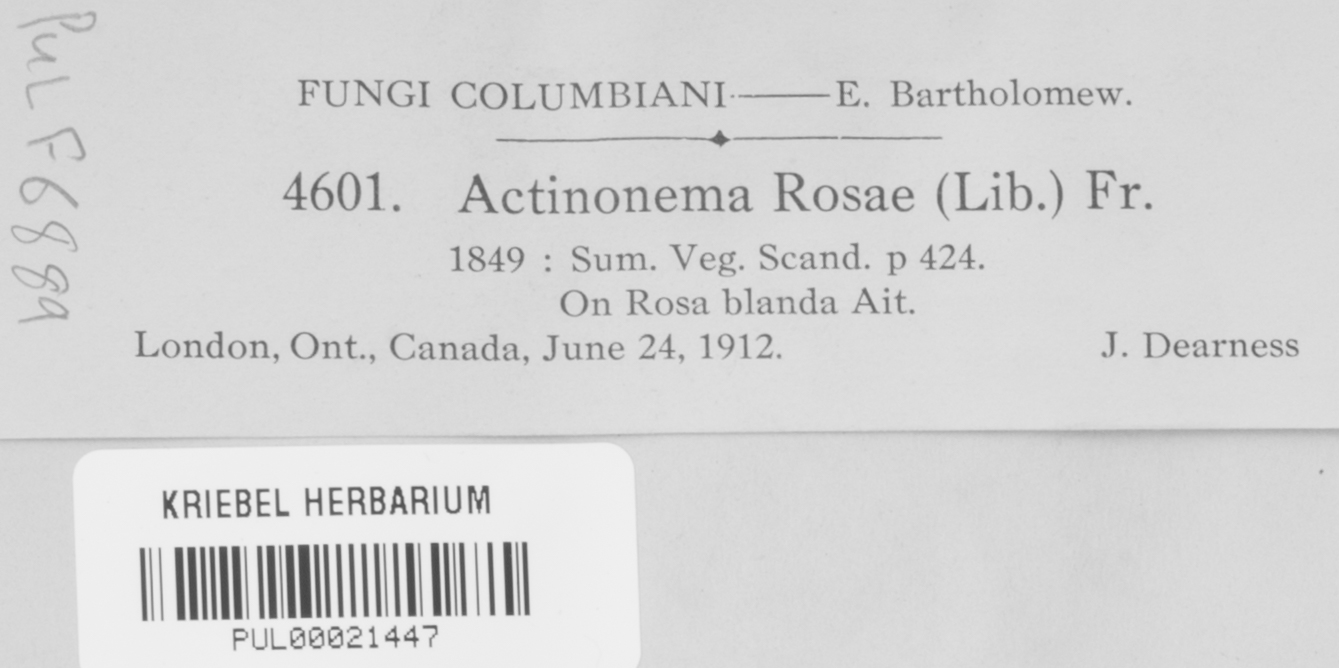 PUL F6889
FUNGI COLUMBIANI——E. Bartholomew.
4601. Actinonema Rosae (Lib.) Fr.
1849 : Sum. Veg. Scand. p 424.
On Rosa blanda Ait.
London, Ont., Canada, June 24, 1912. J. Dearness
KRIEBEL HERBARIUM
PUL00021447